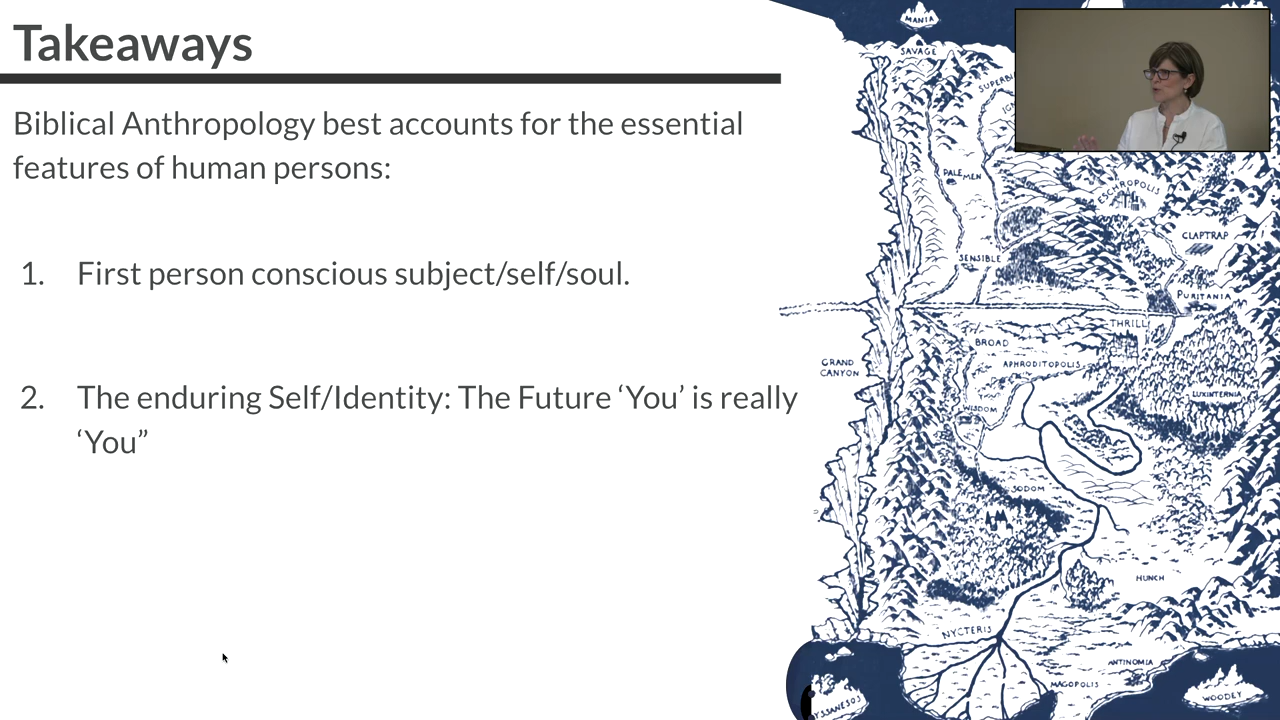 Takeaways
Biblical Anthropology best accounts for the essential
features of human persons:
1. First person conscious subject/self/soul.
2. The enduring Self/Identity: The Future ‘You’ is really
‘You”
MANIA
SAVAGE
PALEMEN
ESCHROPOLIS
CLAPTRAP
SENSIBLE
PURITANIA
THRILL
BROAD
GRAND
CANYON
APHRODITOPOLIS
LUXINTERNIA
WISDOM
SODOM
HUNCH
NYCTERIS
ANTINOMIA
MAGOPOLIS
WOODEY